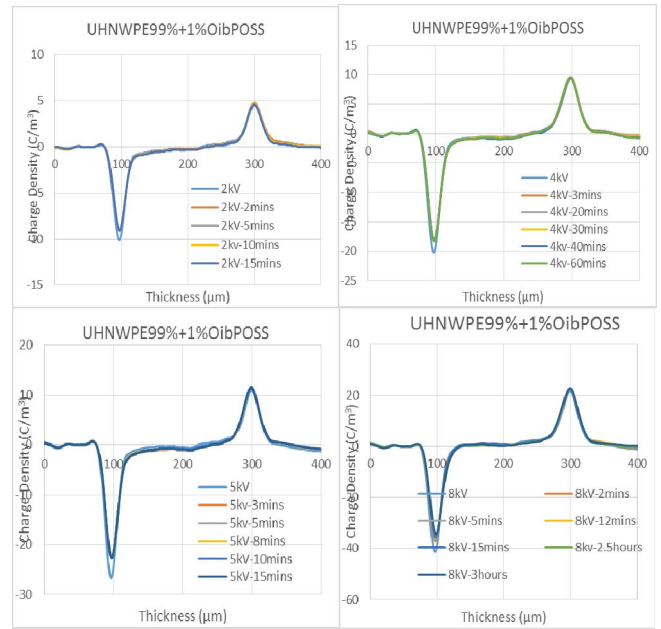 UHNWPE99%+1%OibPOSS
10
5
0
-5
-10
-15
0
100
200
300
400
Charge Density (C/m³)
Thickness (µm)
2kV
2kV-2mins
2kV-5mins
2kv-10mins
2kV-15mins
UHNWPE99%+1%OibPOSS
15
10
5
0
-5
-10
-15
-20
-25
0
100
200
300
400
Charge Density (C/m³)
Thickness (µm)
4kV
4kV-3mins
4kV-20mins
4kV-30mins
4kv-40mins
4kv-60mins
UHNWPE99%+1%OibPOSS
20
10
0
-10
-20
-30
0
100
200
300
400
Charge Density (C/m³)
Thickness (µm)
5kV
5kv-3mins
5kv-5mins
5kv-8mins
5kv-10mins
5kv-15mins
UHNWPE99%+1%OibPOSS
40
20
0
-20
-40
-60
0
100
200
300
400
Charge Density (C/m³)
Thickness (µm)
8kV 8kV-2mins
8kV-5mins 8kV-12mins
8kV-15mins 8kV-2.5hours
8kV-3hours